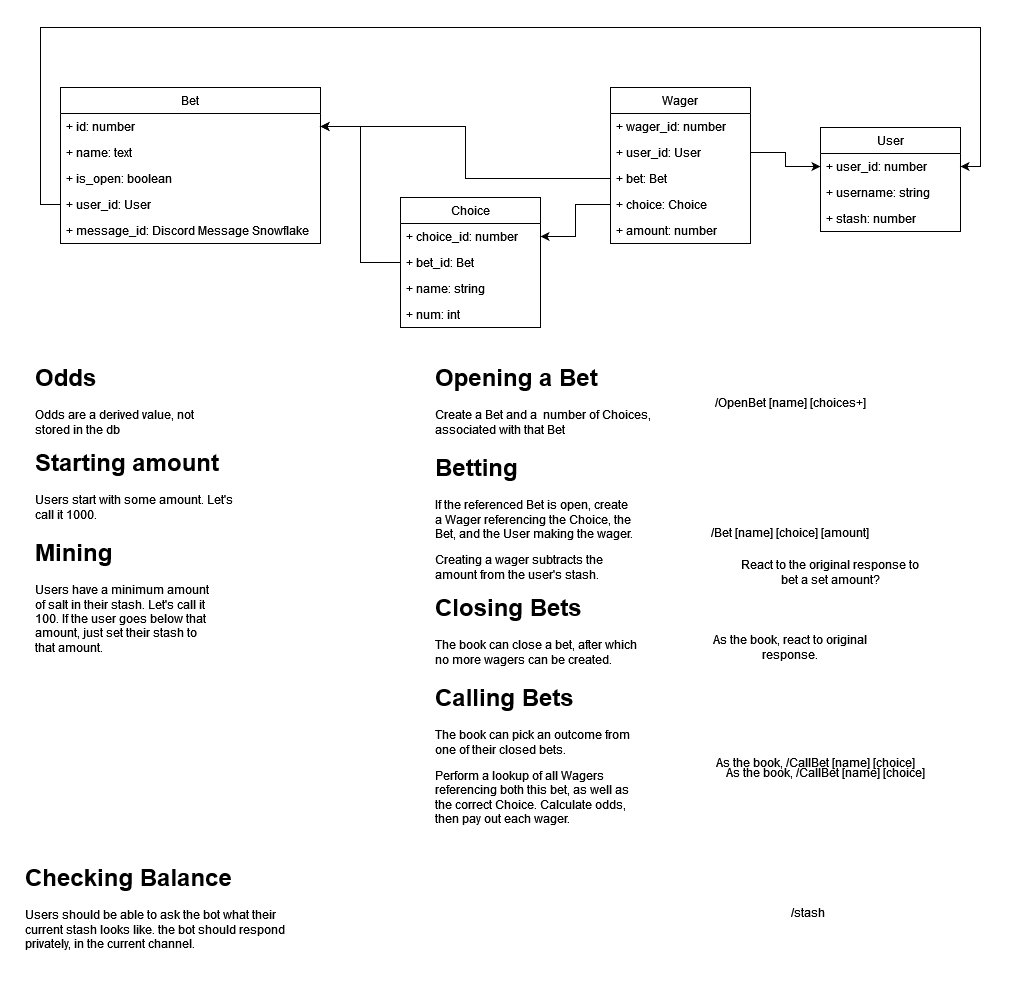 Bet
+ id: number
+ name: text
+ is_open: boolean
+ user_id: User
+ message_id: Discord Message Snowflake
Choice
+ choice_id: number
+ bet_id: Bet
+ name: string
+ num: int
Wager
+ wager_id: number
+ user_id: User
+ bet: Bet
+ choice: Choice
+ amount: number
User
+ user_id: number
+ username: string
+ stash: number
Odds
Odds are a derived value, not
stored in the db
Starting amount
Users start with some amount. Let's
call it 1000.
Mining
Users have a minimum amount
of salt in their stash. Let's call it
100. If the user goes below that
amount, just set their stash to
that amount.
Opening a Bet
Create a Bet and a number of Choices,
associated with that Bet
/OpenBet [name] [choices+]
Betting
If the referenced Bet is open, create
a Wager referencing the Choice, the
Bet, and the User making the wager.
Creating a wager subtracts the
amount from the user's stash.
/Bet [name] [choice] [amount]
React to the original response to
bet a set amount?
Closing Bets
The book can close a bet, after which
no more wagers can be created.
As the book, react to original
response.
Calling Bets
The book can pick an outcome from
one of their closed bets.
Perform a lookup of all Wagers
referencing both this bet, as well as
the correct Choice. Calculate odds,
then pay out each wager.
As the book, /CallBet [name] [choice]
As the book, /CallBet [name] [choice]
Checking Balance
Users should be able to ask the bot what their
current stash looks like. the bot should respond
privately, in the current channel.
/stash